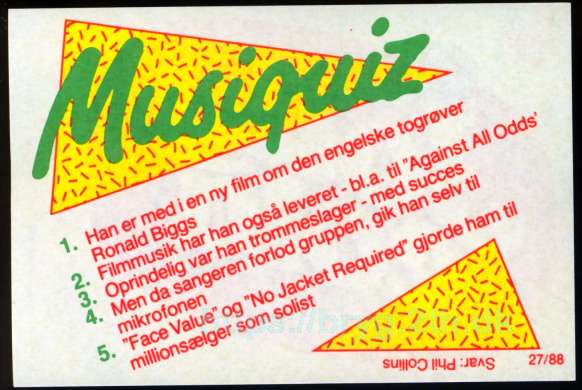 Musiquiz
1. Han er med i en ny film om den engelske togrøver
Ronald Biggs
2. Filmmusik har han også leveret - bl.a. til "Against All Odds'
3. Oprindelig var han trommeslager - med succes
4. Men da sangeren forlod gruppen, gik han selv til
mikrofonen
5. "Face Value" og "No Jacket Required" gjorde ham til
millionsælger som solist
Svar: Phil Collins
27/88